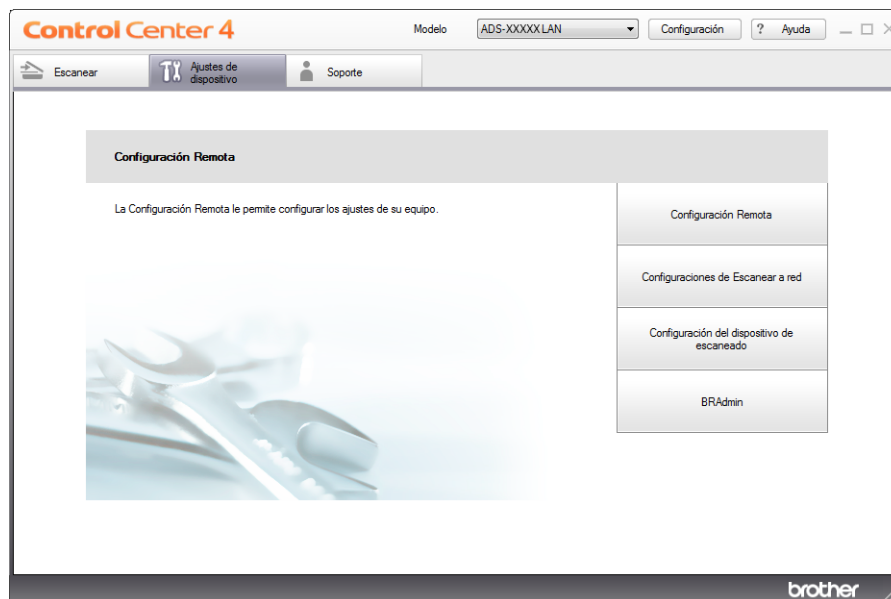 Control Center 4
Modelo
ADS-XXXXX LAN
Configuración
? Ayuda
Escanear
Ajustes de
dispositivo
Soporte
Configuración Remota
La Configuración Remota le permite configurar los ajustes de su equipo.
Configuración Remota
Configuraciones de Escanear a red
Configuración del dispositivo de
escaneado
BRAdmin
brother